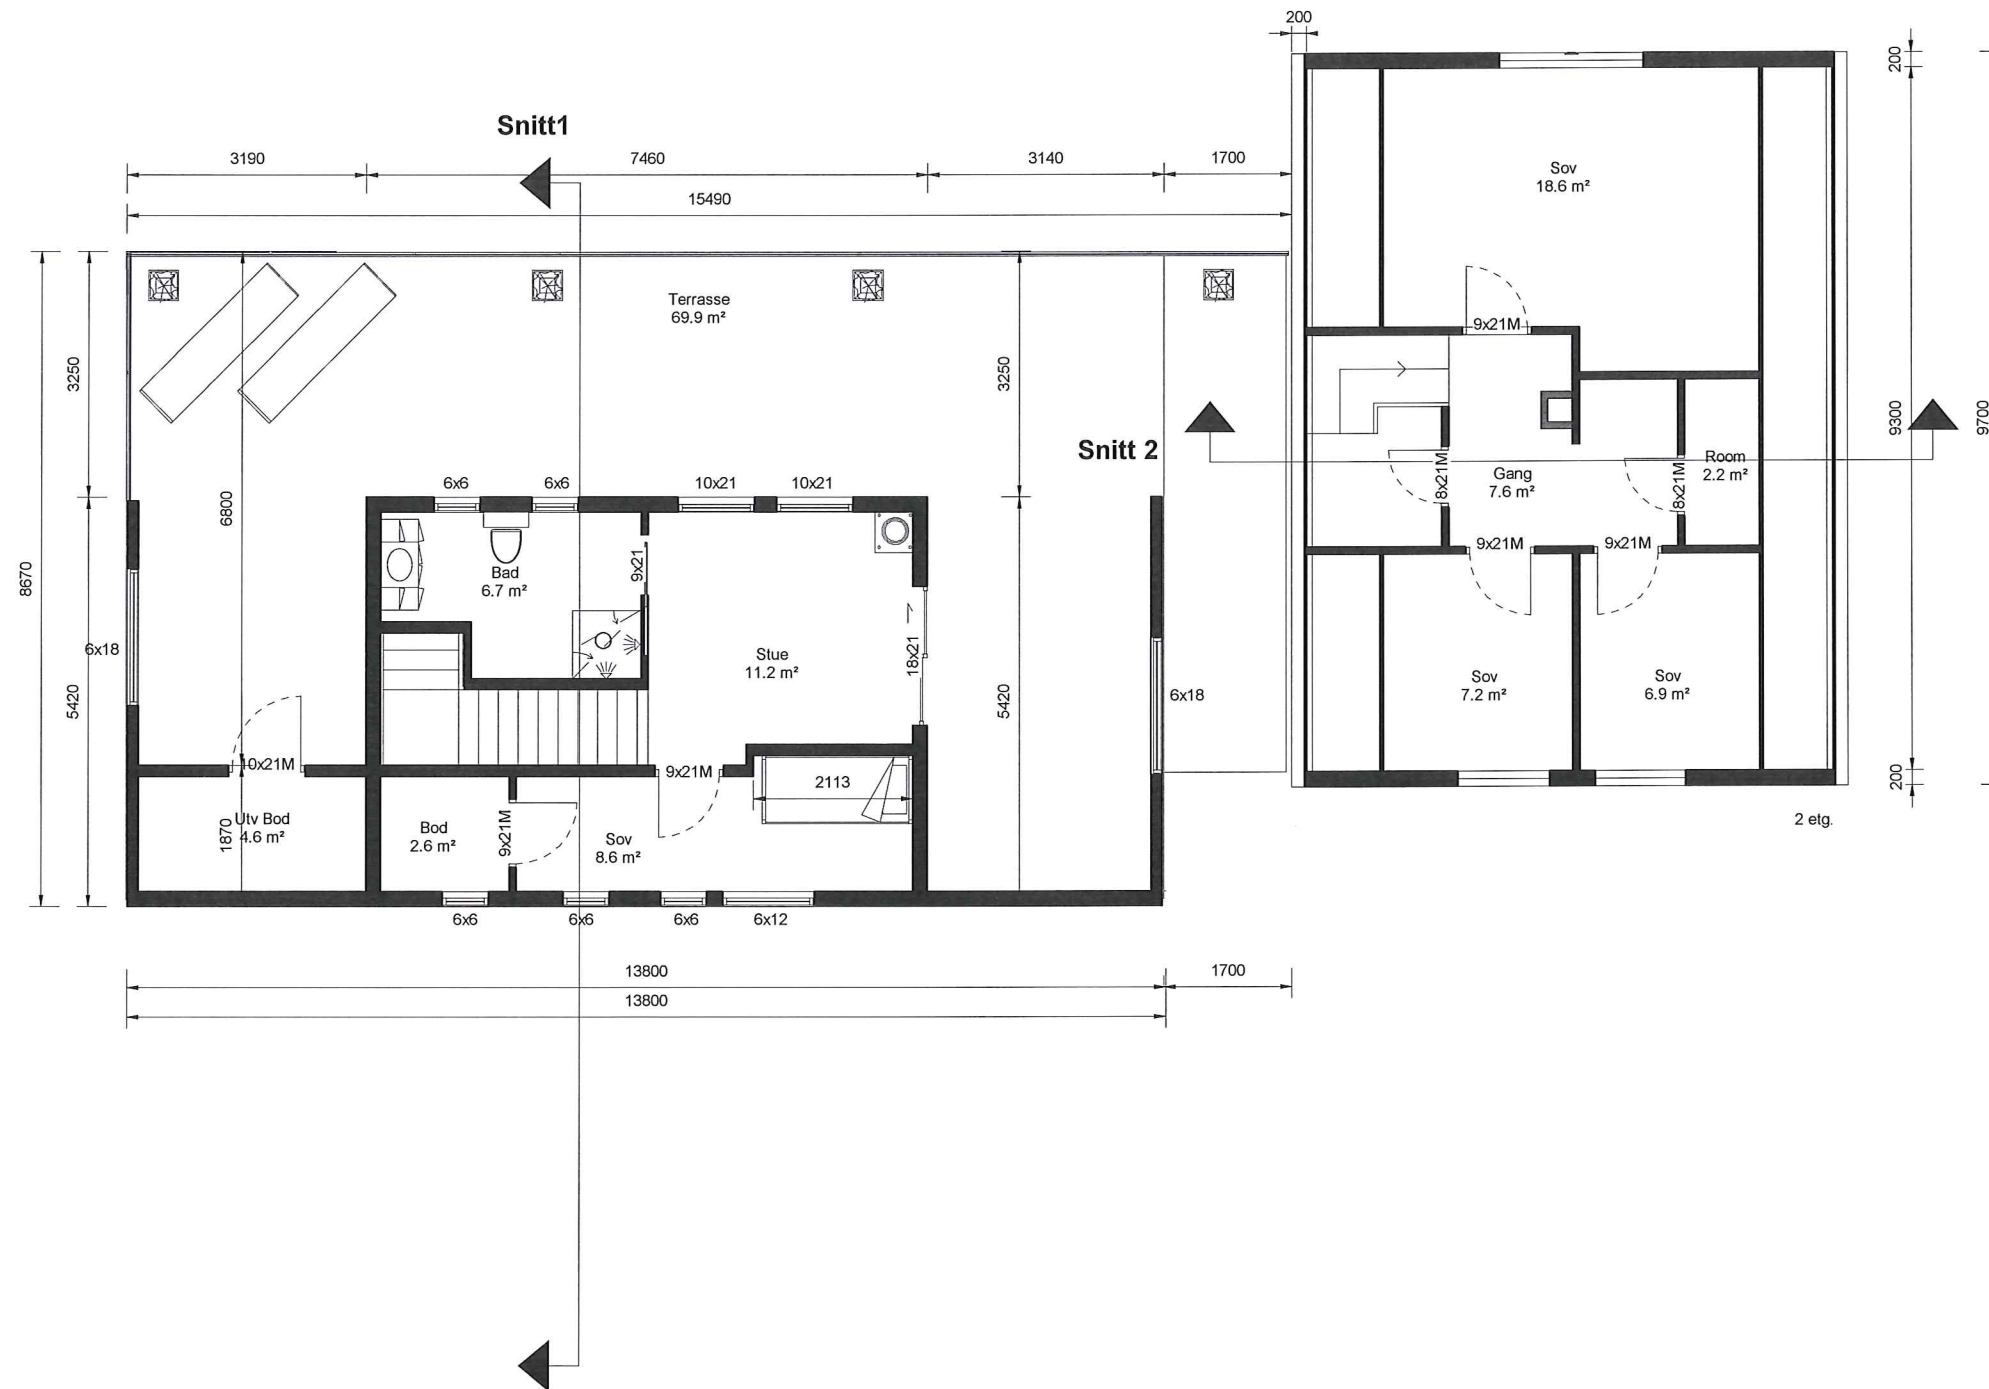 200
200
Snitt1
3190
7460
3140
1700
15490
Sov
18.6 m²
Terrasse
69.9 m²
9x21M
3250
3250
9300
9700
Snitt 2
6x6
6x6
10x21
10x21
6800
8x21M
Gang
7.6 m²
8x21M
Room
2.2 m²
9x21M
9x21M
8670
Bad
6.7 m²
9x21
6x18
Stue
11.2 m²
18x21
5420
5420
6x18
Sov
7.2 m²
Sov
6.9 m²
10x21M
9x21M
2113
200
Utv Bod
4.6 m²
1870
Bod
2.6 m²
9x21M
Sov
8.6 m²
2 etg.
6x6
6x6
6x6
6x12
13800
1700
13800